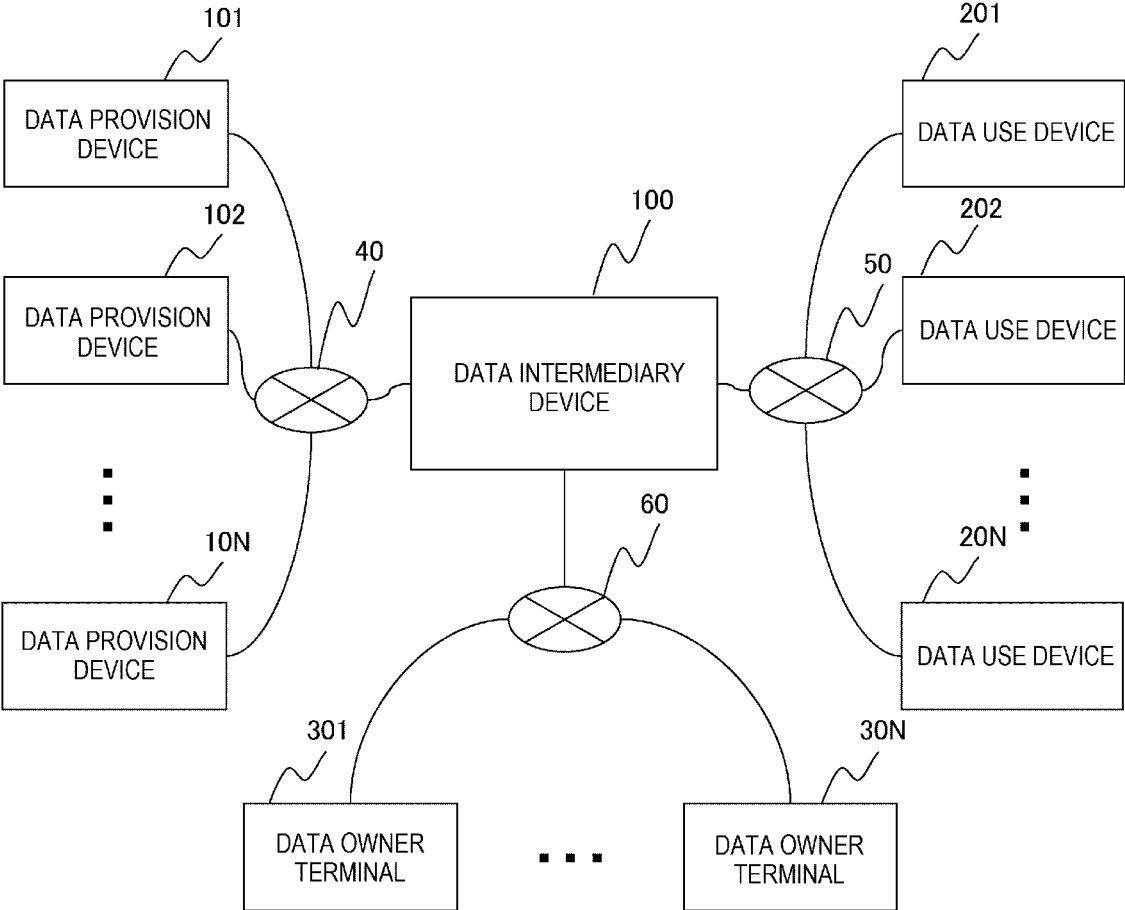 101
DATA PROVISION
DEVICE
102
DATA PROVISION
DEVICE
10N
DATA PROVISION
DEVICE
40
100
DATA INTERMEDIARY
DEVICE
50
201
DATA USE DEVICE
202
DATA USE DEVICE
20N
DATA USE DEVICE
60
301
DATA OWNER
TERMINAL
30N
DATA OWNER
TERMINAL